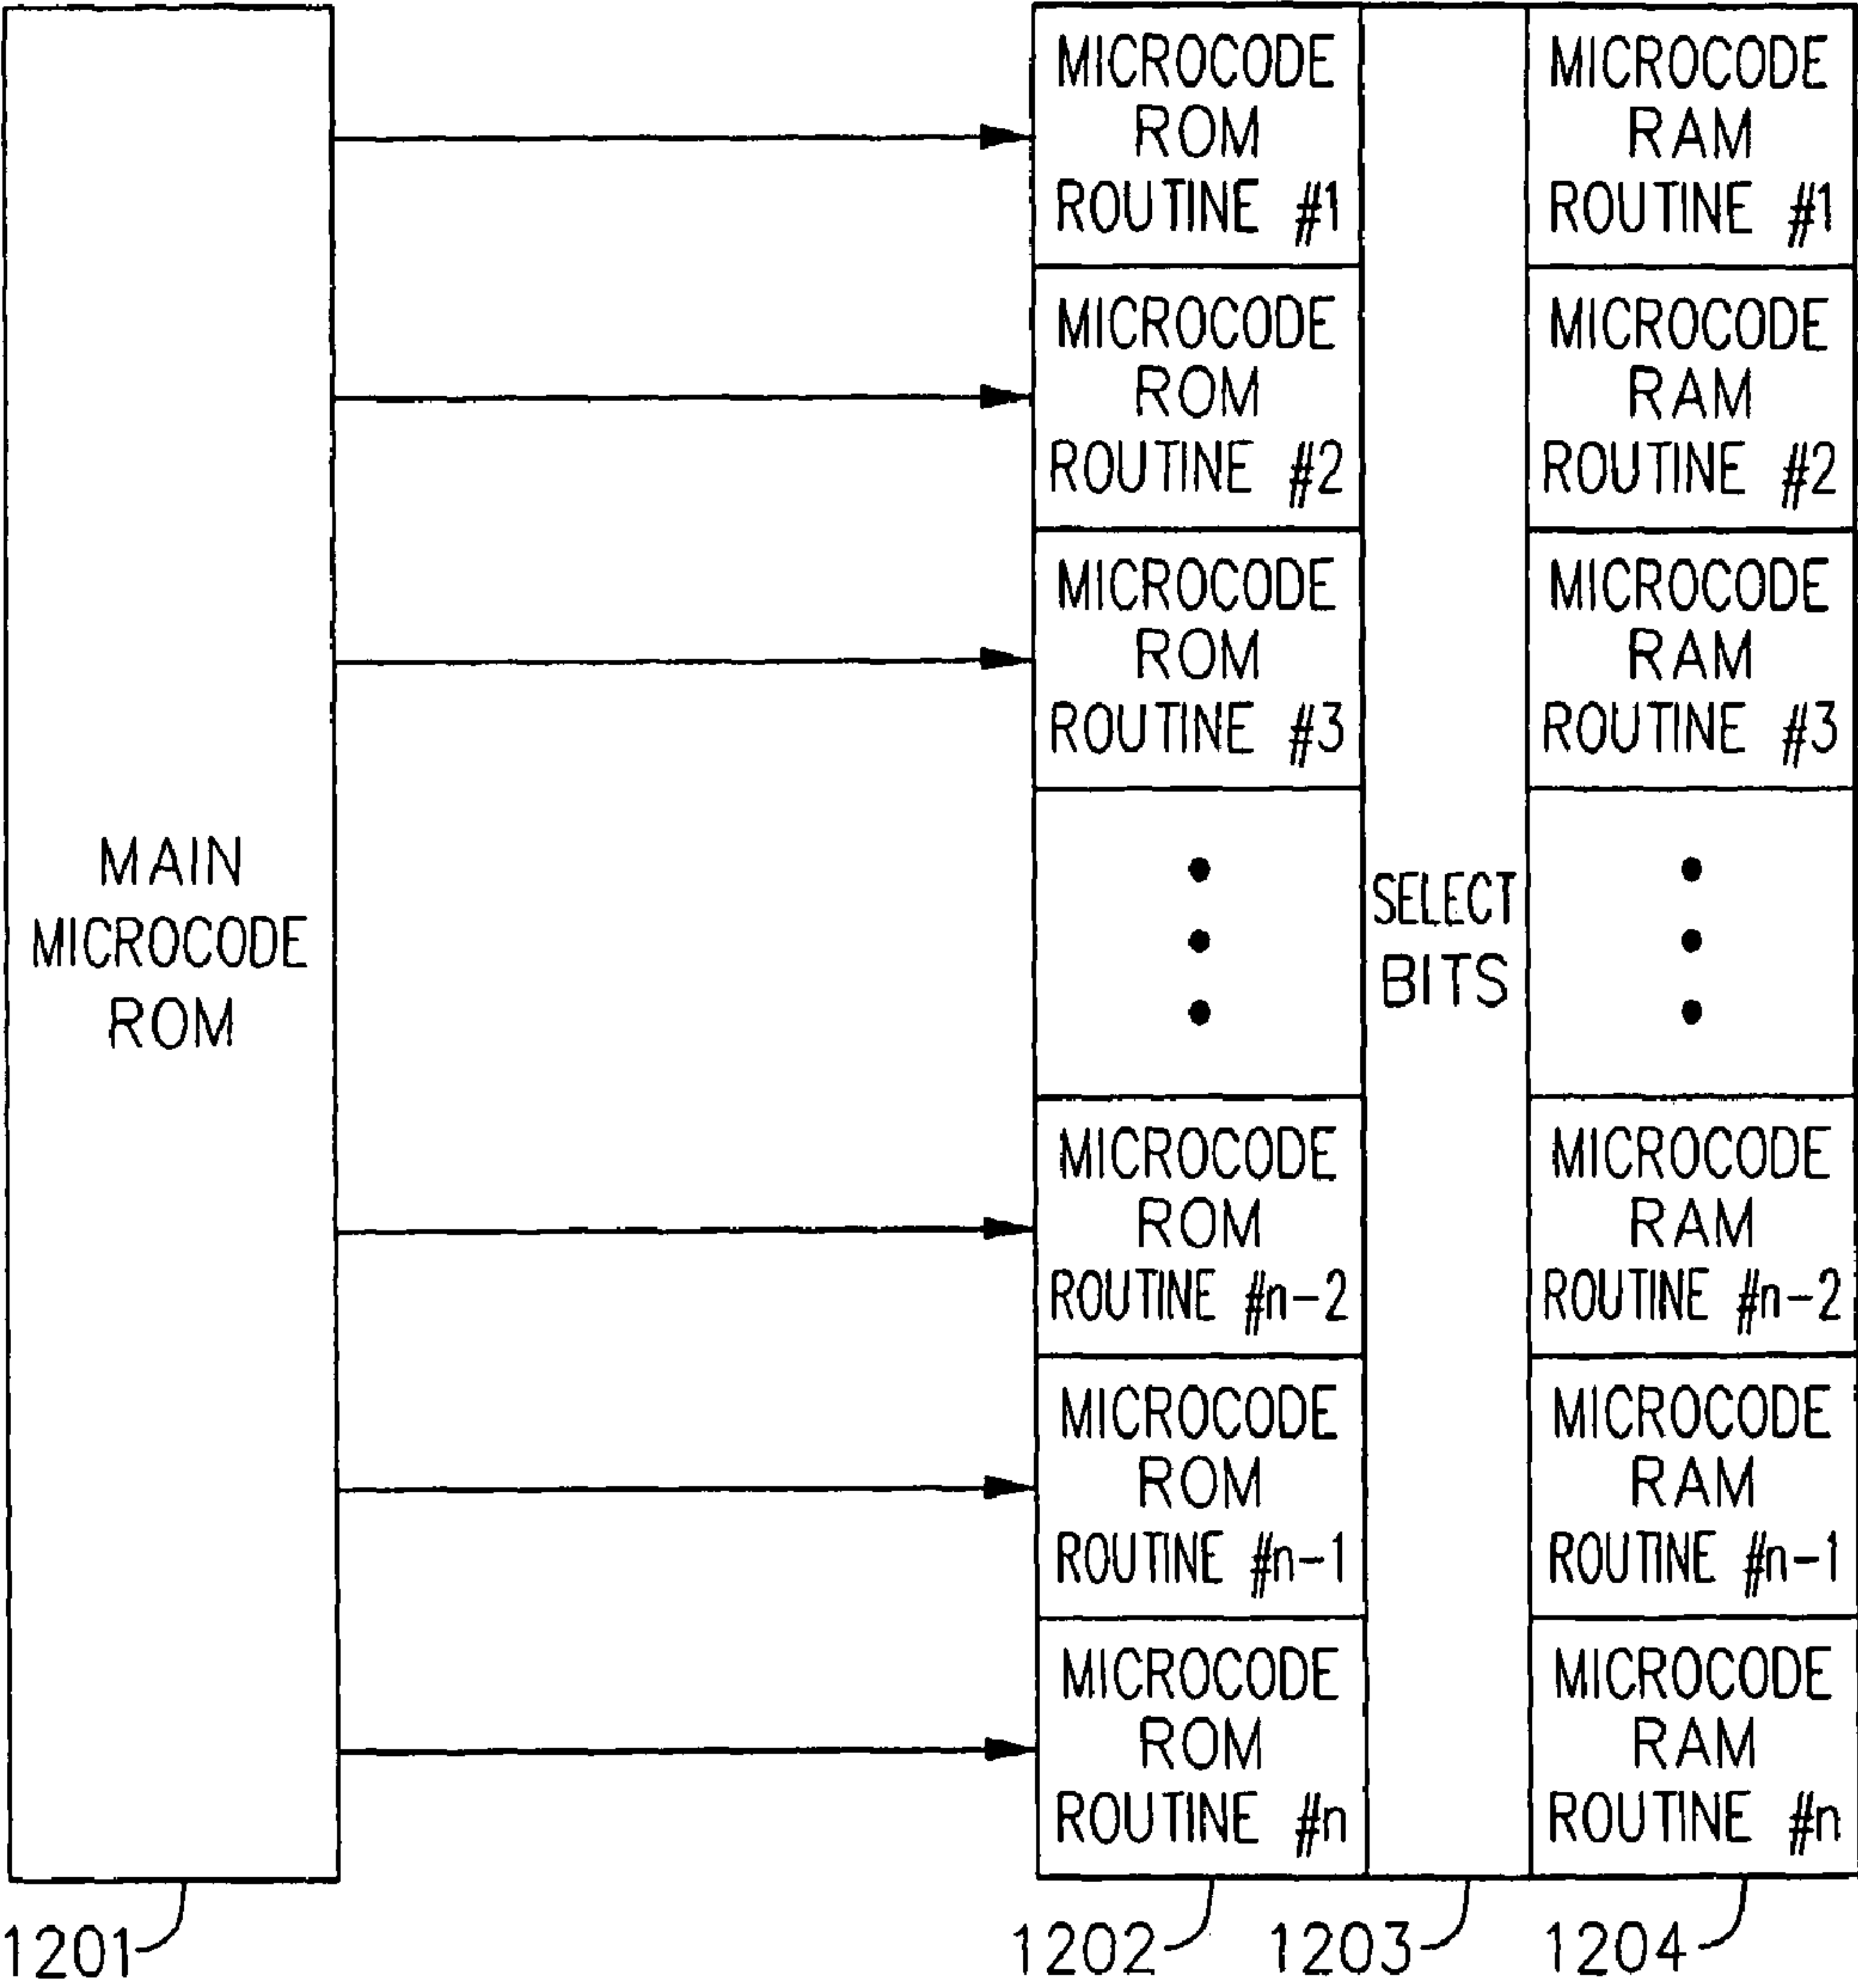 MAIN
MICROCODE
ROM
MICROCODE
ROM
ROUTINE #1
MICROCODE
ROM
ROUTINE #2
MICROCODE
ROM
ROUTINE #3
MICROCODE
ROM
ROUTINE #n-2
MICROCODE
ROM
ROUTINE #n-1
MICROCODE
ROM
ROUTINE #n
SELECT
BITS
MICROCODE
RAM
ROUTINE #1
MICROCODE
RAM
ROUTINE #2
MICROCODE
RAM
ROUTINE #3
MICROCODE
RAM
ROUTINE #n-2
MICROCODE
RAM
ROUTINE #n-1
MICROCODE
RAM
ROUTINE #n
1201
1202
1203
1204